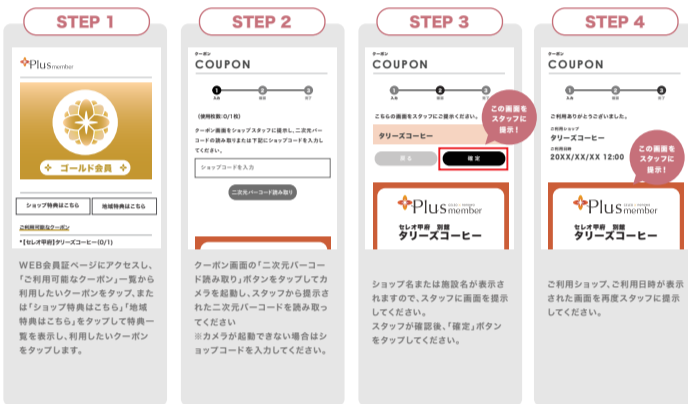 STEP 1
Plus member
ゴールド会員
ショップ特典はこちら
地域特典はこちら
ご利用可能なクーポン
*【セレオ甲府】タリーズコーヒー(0/1)
WEB会員証ページにアクセスし、
「ご利用可能なクーポン」一覧から
利用したいクーポンをタップ、また
は「ショップ特典はこちら」「地域
特典はこちら」をタップして特典一
覧を表示し、利用したいクーポン
をタップします。
STEP 2
クーポン
COUPON
1 2 3
(使用枚数:0/1枚)
クーポン画面をショップスタッフに提示し、二次元バー
コードの読み取りまたは下記にショップコードを入力し
てください。
ショップコードを入力
二次元バーコード読み取り
クーポン画面の「二次元バーコー
ド読み取り」ボタンをタップしてカ
メラを起動し、スタッフから提示さ
れた二次元バーコードを読み取っ
てください
※カメラが起動できない場合はシ
ョップコードを入力してください。
STEP 3
クーポン
COUPON
1 2 3
こちらの画面をスタッフにご提示ください。
この画面を
スタッフに
提示!
タリーズコーヒー
戻る
確定
Plus member
セレオ甲府 別館
タリーズコーヒー
ショップ名または施設名が表示さ
れますので、スタッフに画面を提示
してください。
スタッフが確認後、「確定」ボタン
をタップしてください。
STEP 4
クーポン
COUPON
1 2 3
ご利用ありがとうございました。
ご利用ショップ
タリーズコーヒー
ご利用日時
20XX/XX/XX 12:00
この画面を
スタッフに
提示!
Plus member
セレオ甲府 別館
タリーズコーヒー
ご利用ショップ、ご利用日時が表示
された画面を再度スタッフに提示
してください。